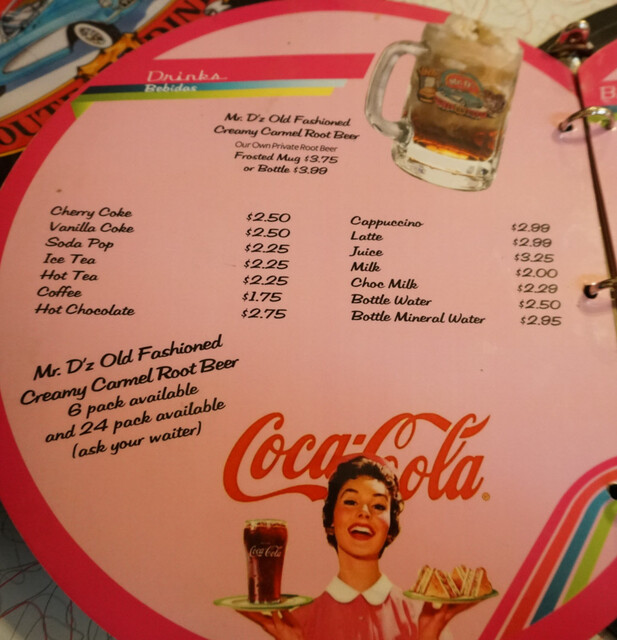 OUTE
DIN
Drinks
Bebidas
Mr. D'z Old Fashioned
Creamy Carmel Root Beer
Our Own Private Root Beer
Frosted Mug $3.75
or Bottle $3.99
Cherry Coke $2.50
Vanilla Coke $2.50
Soda Pop $2.25
Ice Tea $2.25
Hot Tea $2.25
Coffee $1.75
Hot Chocolate $2.75
Cappuccino $2.99
Latte $2.99
Juice $3.25
Milk $2.00
Choc Milk $2.29
Bottle Water $2.50
Bottle Mineral Water $2.95
Mr. D'z Old Fashioned
Creamy Carmel Root Beer
6 pack available
and 24 pack available
(ask your waiter)
Coca-Cola
Coca-Cola